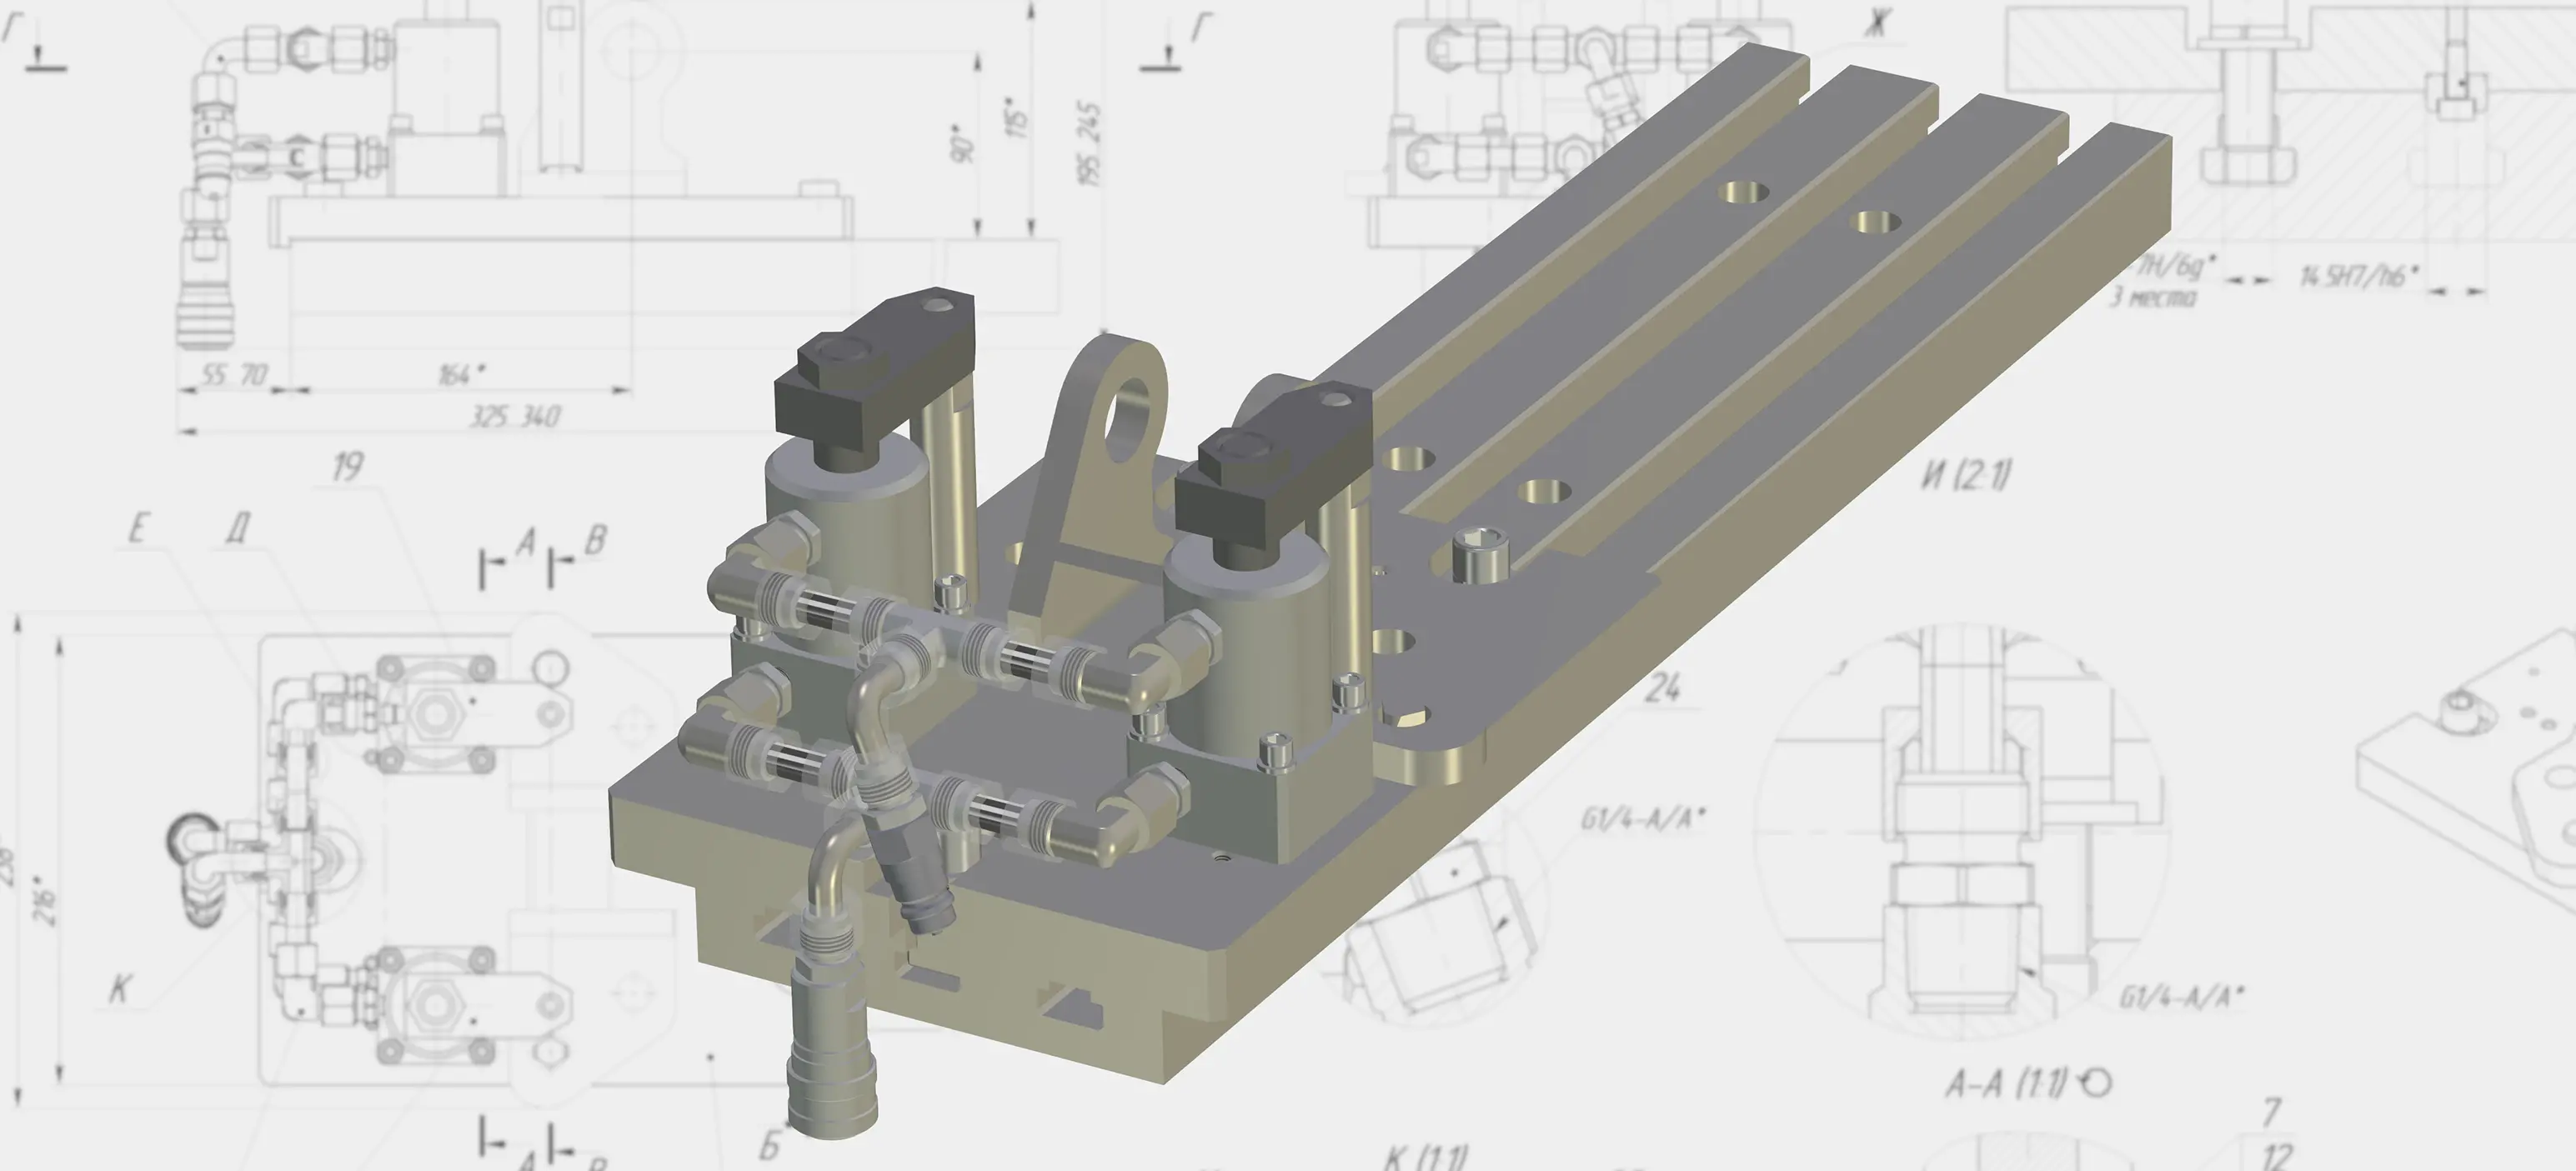 Г
Г
Ж
90*
115*
195...245
7H/6g*
3 места
14.5H7/h6*
55...70
164*
325...340
19
И (2:1)
Е
Д
А
В
24
G1/4-A/A*
216*
К
G1/4-A/A*
А-А (1:1)
7
12
Б
К (1:1)
А
В